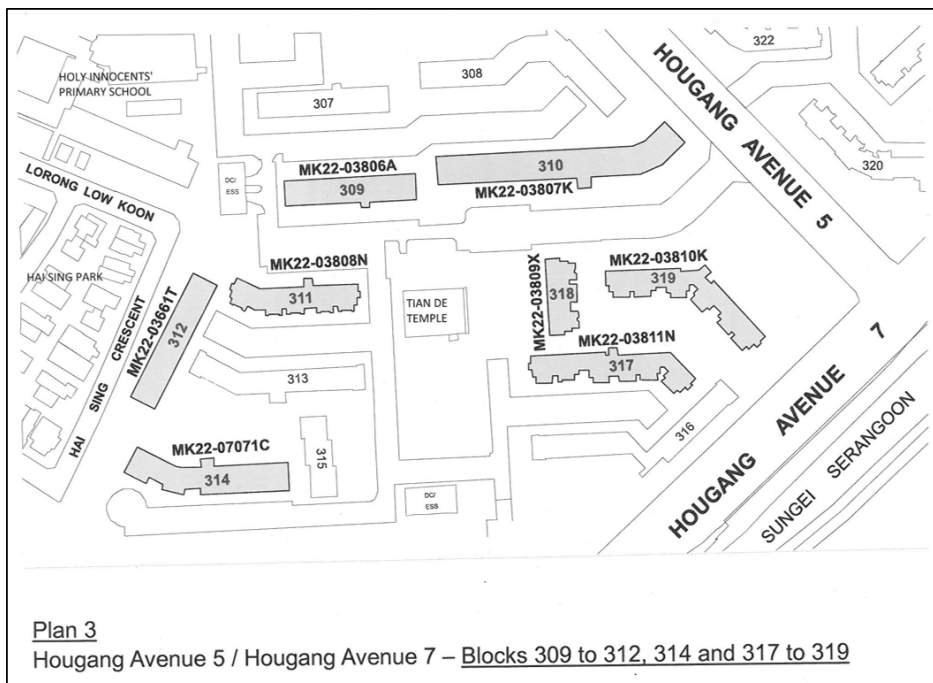 HOLY INNOCENTS'
PRIMARY SCHOOL
307
308
322
HOUGANG AVENUE 5
320
MK22-03806A
309
310
MK22-03807K
DC/
ESS
LORONG LOW KOON
HAI SING PARK
HAI SING CRESCENT
MK22-03661T
312
MK22-03808N
311
TIAN DE
TEMPLE
MK22-03809X
318
MK22-03810K
319
MK22-03811N
317
313
316
HOUGANG AVENUE 7
SUNGEI SERANGOON
MK22-07071C
314
315
DC/
ESS
Plan 3
Hougang Avenue 5 / Hougang Avenue 7 – Blocks 309 to 312, 314 and 317 to 319